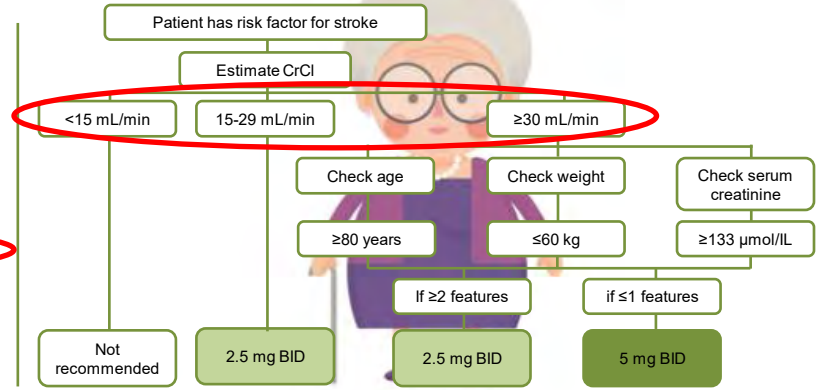 Patient has risk factor for stroke
Estimate CrCl
<15 mL/min
15-29 mL/min
≥30 mL/min
Check age
Check weight
Check serum
creatinine
≥80 years
≤60 kg
≥133 µmol/IL
If ≥2 features
if ≤1 features
Not
recommended
2.5 mg BID
2.5 mg BID
5 mg BID